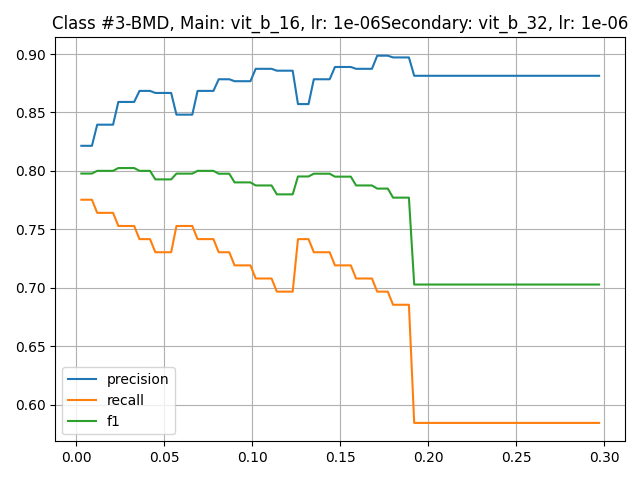 Class #3-BMD, Main: vit_b_16, lr: 1e-06Secondary: vit_b_32, lr: 1e-06
0.90
0.85
0.80
0.75
0.70
0.65
0.60
precision
recall
f1
0.00 0.05 0.10 0.15 0.20 0.25 0.30